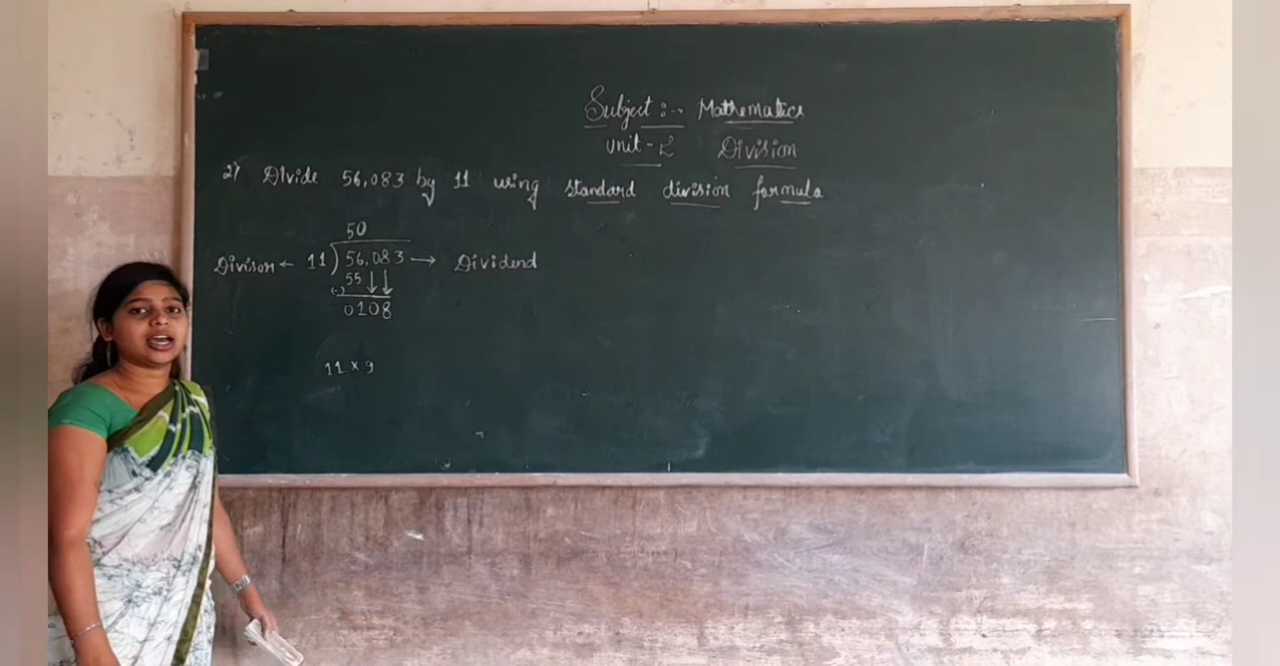 Subject :- Mathematics
Unit - 2 Division
2) Divide 56,083 by 11 using standard division formula
50
Divisor ← 11 ) 56,083 → Dividend
(-) 55 ↓ ↓
0108
11 × 9